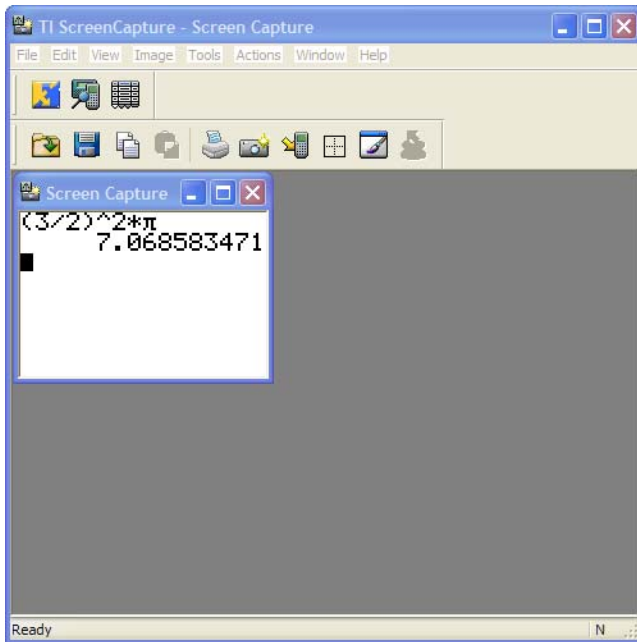 TI ScreenCapture - Screen Capture
File Edit View Image Tools Actions Window Help
Screen Capture
(3/2)^2*π
7.068583471
Ready
N